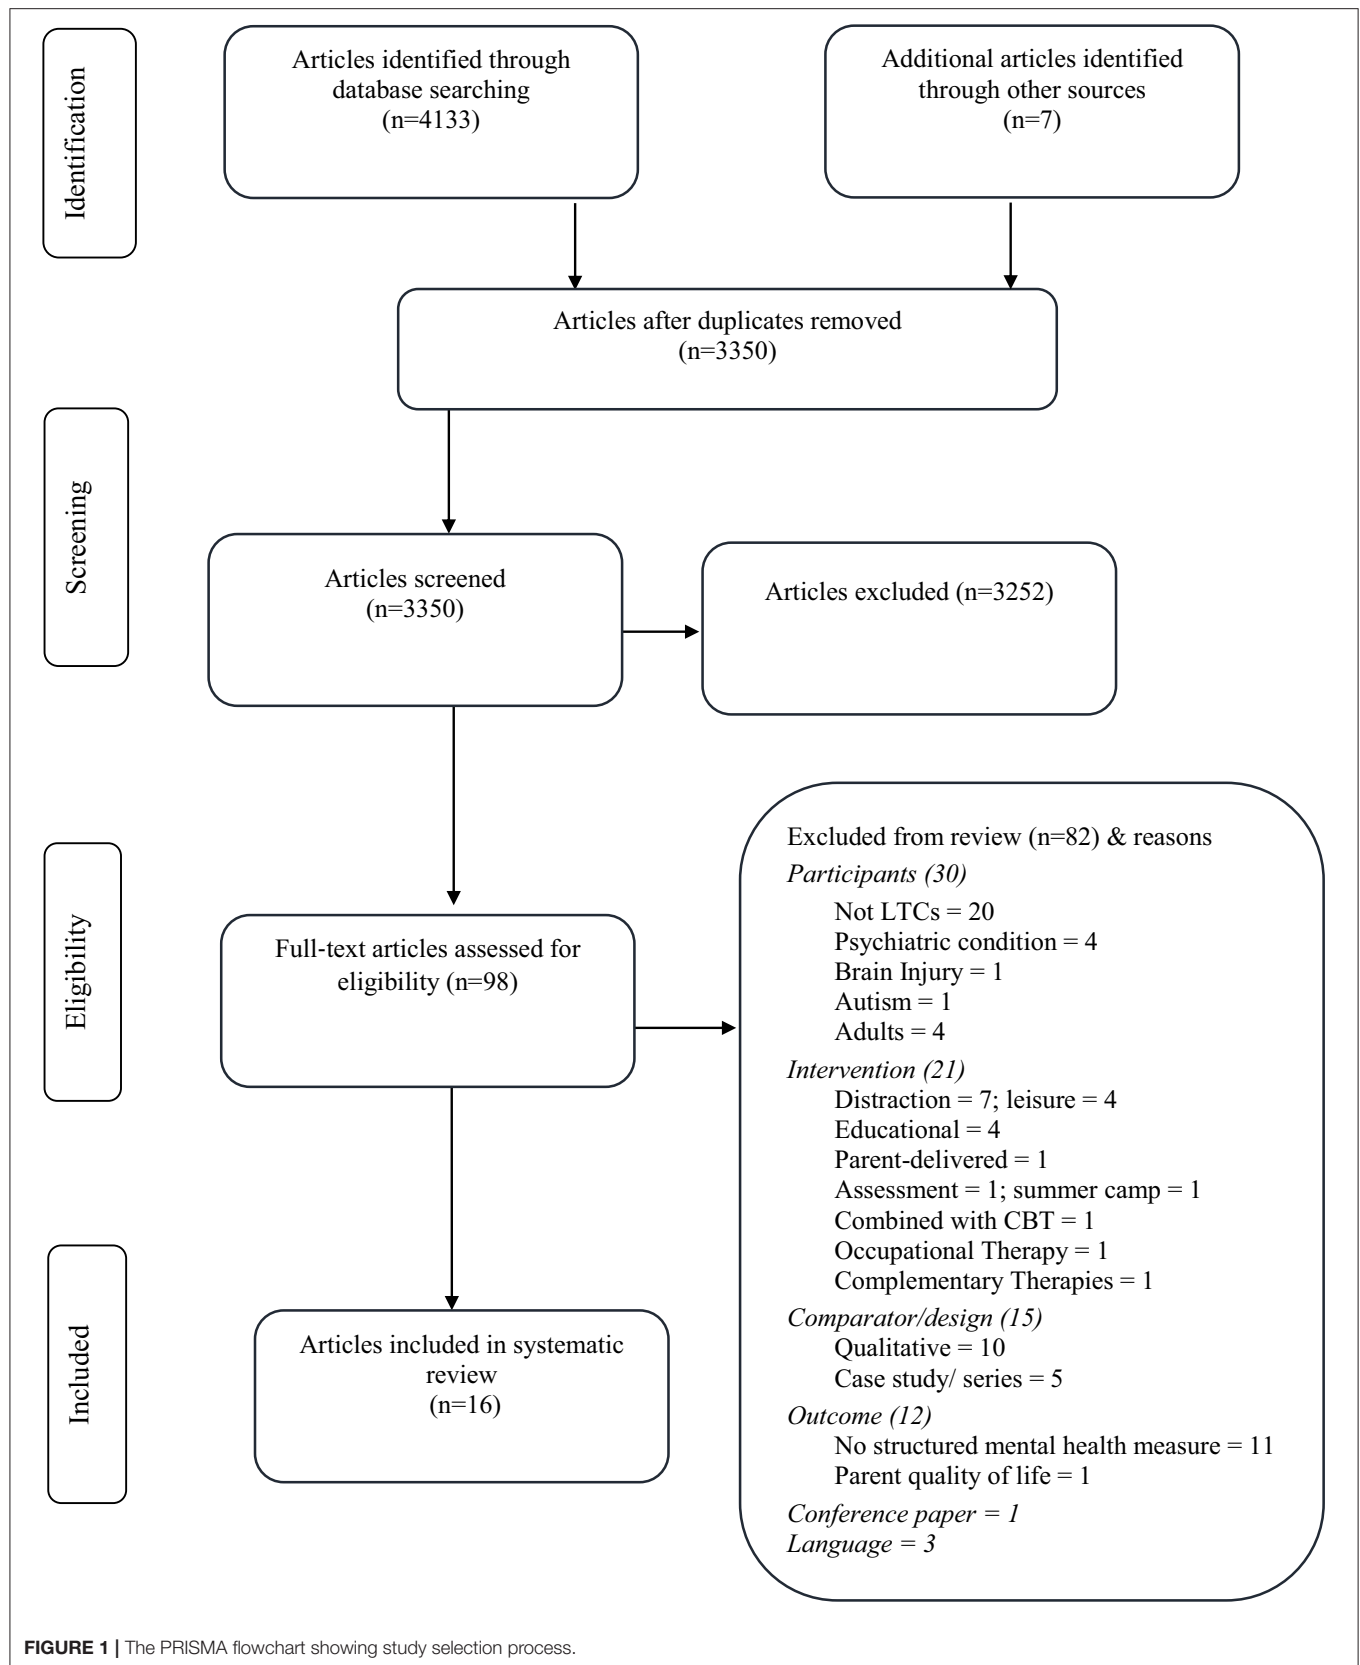 Identification
Articles identified through
database searching
(n=4133)
Additional articles identified
through other sources
(n=7)
Articles after duplicates removed
(n=3350)
Screening
Articles screened
(n=3350)
Articles excluded (n=3252)
Eligibility
Full-text articles assessed for
eligibility (n=98)
Excluded from review (n=82) & reasons
Participants (30)
Not LTCs = 20
Psychiatric condition = 4
Brain Injury = 1
Autism = 1
Adults = 4
Intervention (21)
Distraction = 7; leisure = 4
Educational = 4
Parent-delivered = 1
Assessment = 1; summer camp = 1
Combined with CBT = 1
Occupational Therapy = 1
Complementary Therapies = 1
Comparator/design (15)
Qualitative = 10
Case study/ series = 5
Outcome (12)
No structured mental health measure = 11
Parent quality of life = 1
Conference paper = 1
Language = 3
Included
Articles included in systematic
review
(n=16)
FIGURE 1 | The PRISMA flowchart showing study selection process.